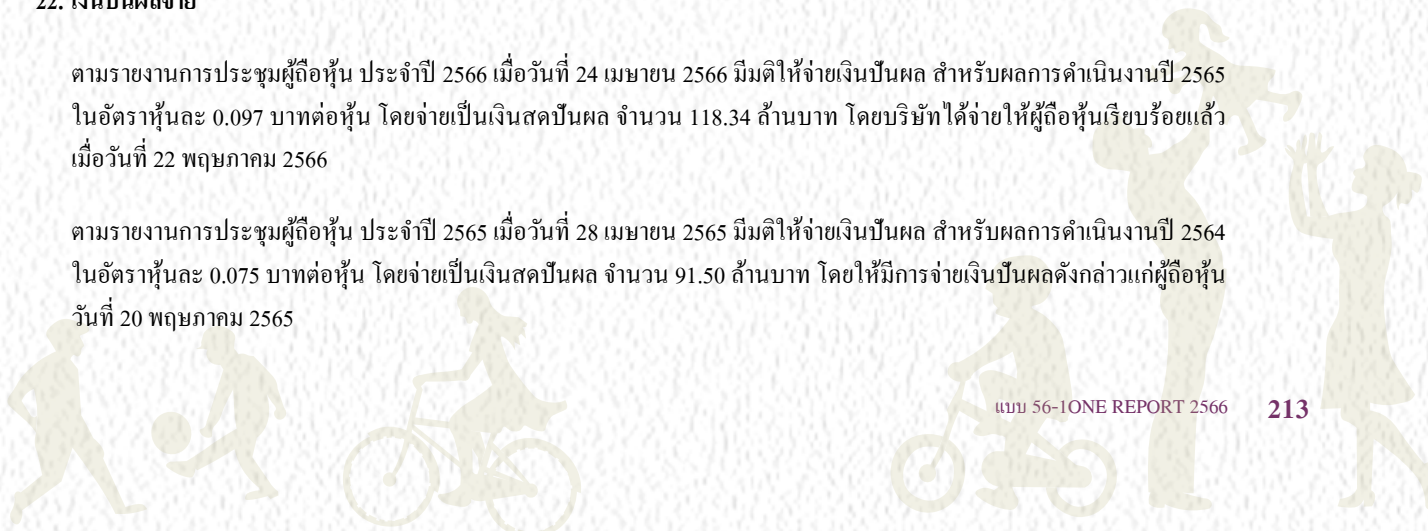 22. เงินปันผลจ่าย
ตามรายงานการประชุมผู้ถือหุ้น ประจำปี 2566 เมื่อวันที่ 24 เมษายน 2566 มีมติให้จ่ายเงินปันผล สำหรับผลการดำเนินงานปี 2565
ในอัตราหุ้นละ 0.097 บาทต่อหุ้น โดยจ่ายเป็นเงินสดปันผล จำนวน 118.34 ล้านบาท โดยบริษัทได้จ่ายให้ผู้ถือหุ้นเรียบร้อยแล้ว
เมื่อวันที่ 22 พฤษภาคม 2566
ตามรายงานการประชุมผู้ถือหุ้น ประจำปี 2565 เมื่อวันที่ 28 เมษายน 2565 มีมติให้จ่ายเงินปันผล สำหรับผลการดำเนินงานปี 2564
ในอัตราหุ้นละ 0.075 บาทต่อหุ้น โดยจ่ายเป็นเงินสดปันผล จำนวน 91.50 ล้านบาท โดยให้มีการจ่ายเงินปันผลดังกล่าวแก่ผู้ถือหุ้น
วันที่ 20 พฤษภาคม 2565
แบบ 56-1ONE REPORT 2566 213